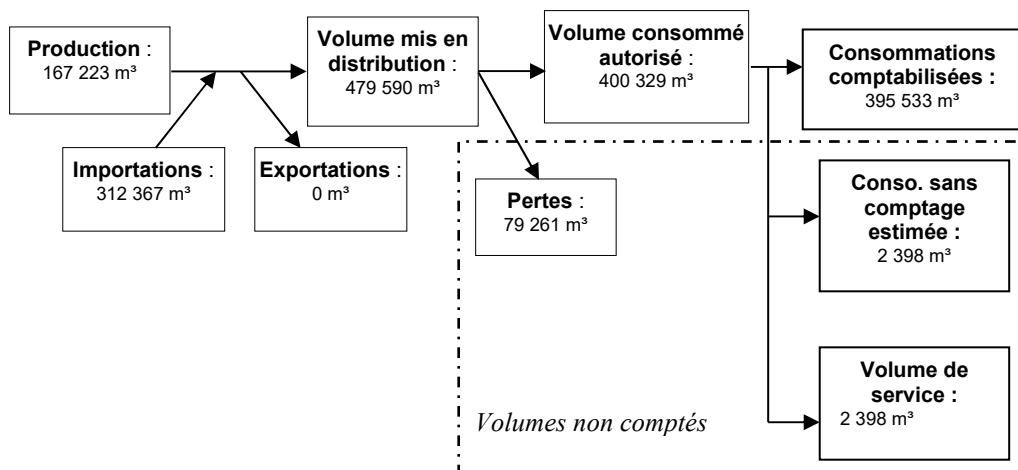 Production :
167 223 m³
Volume mis en
distribution :
479 590 m³
Volume consommé
autorisé :
400 329 m³
Consommations
comptabilisées :
395 533 m³
Importations :
312 367 m³
Exportations :
0 m³
Pertes :
79 261 m³
Conso. sans
comptage
estimée :
2 398 m³
Volume de
service :
2 398 m³
Volumes non comptés